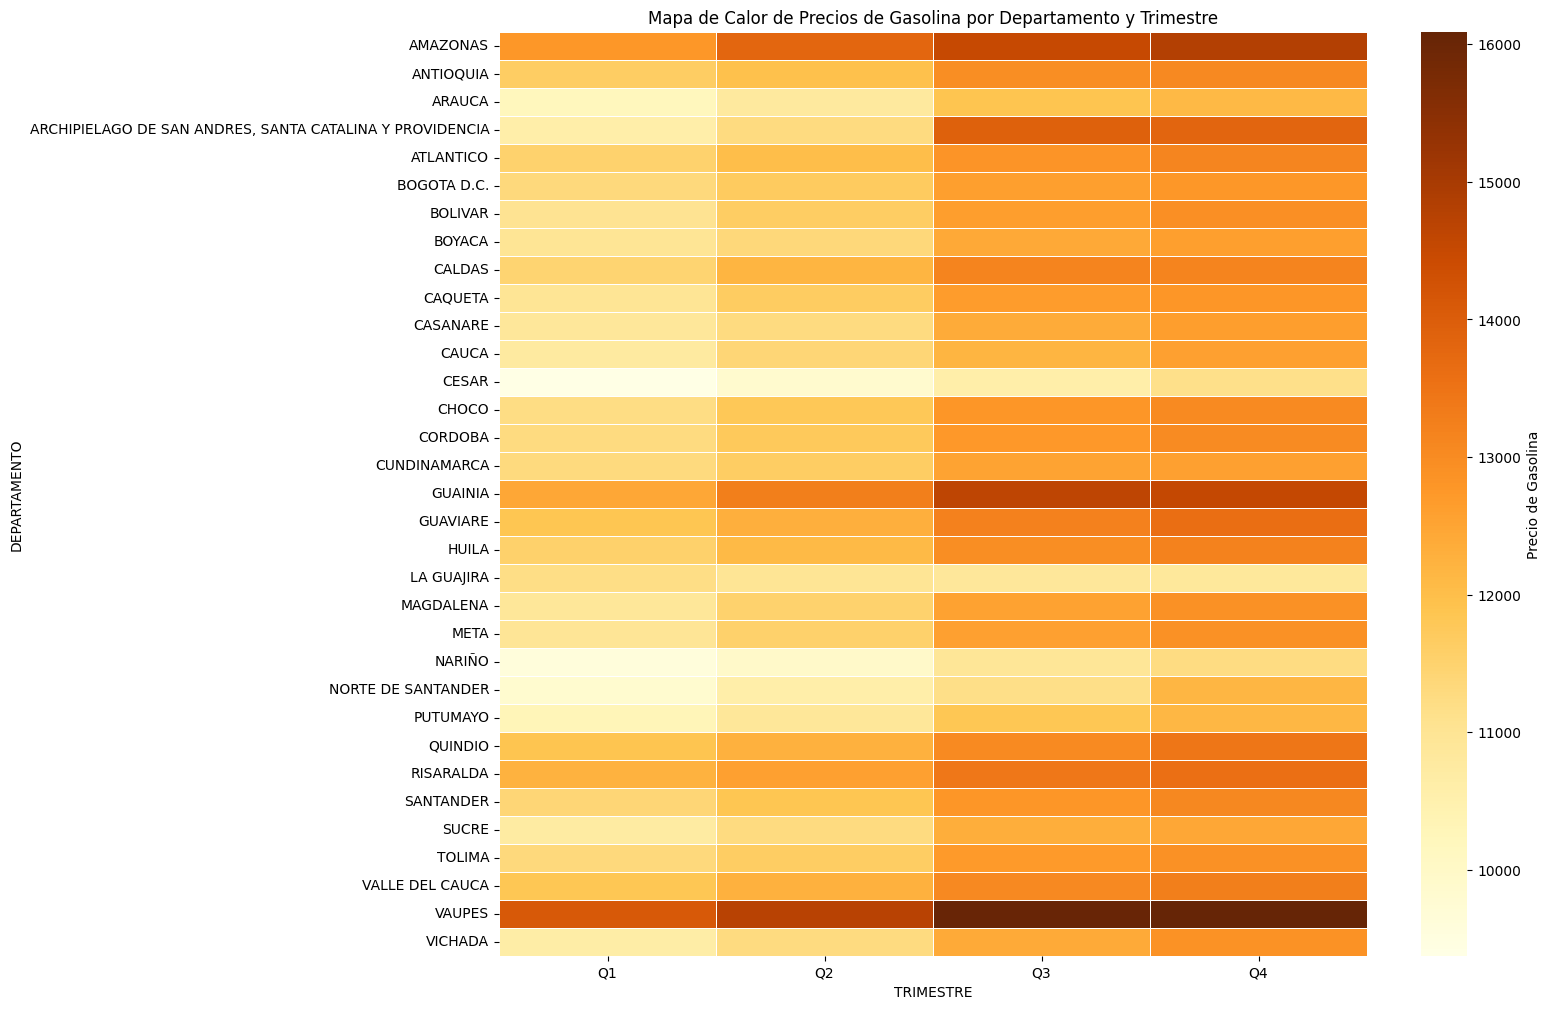 Mapa de Calor de Precios de Gasolina por Departamento y Trimestre
DEPARTAMENTO
AMAZONAS
ANTIOQUIA
ARAUCA
ARCHIPIELAGO DE SAN ANDRES, SANTA CATALINA Y PROVIDENCIA
ATLANTICO
BOGOTA D.C.
BOLIVAR
BOYACA
CALDAS
CAQUETA
CASANARE
CAUCA
CESAR
CHOCO
CORDOBA
CUNDINAMARCA
GUAINIA
GUAVIARE
HUILA
LA GUAJIRA
MAGDALENA
META
NARIÑO
NORTE DE SANTANDER
PUTUMAYO
QUINDIO
RISARALDA
SANTANDER
SUCRE
TOLIMA
VALLE DEL CAUCA
VAUPES
VICHADA
Q1 Q2 Q3 Q4
TRIMESTRE
16000
15000
14000
13000
12000
11000
10000
Precio de Gasolina